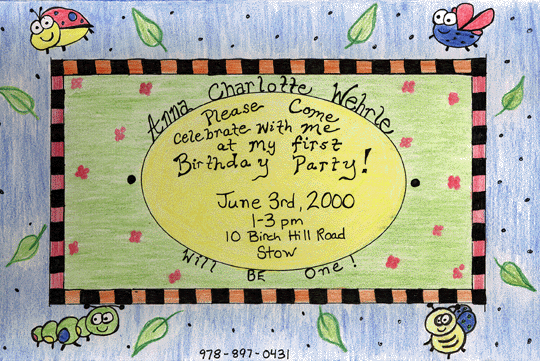 Anna Charlotte Wehrle
Please Come
celebrate with me
at my first
Birthday Party!
June 3rd, 2000
1-3 pm
10 Birch Hill Road
Stow
Will BE One!
978-897-0431